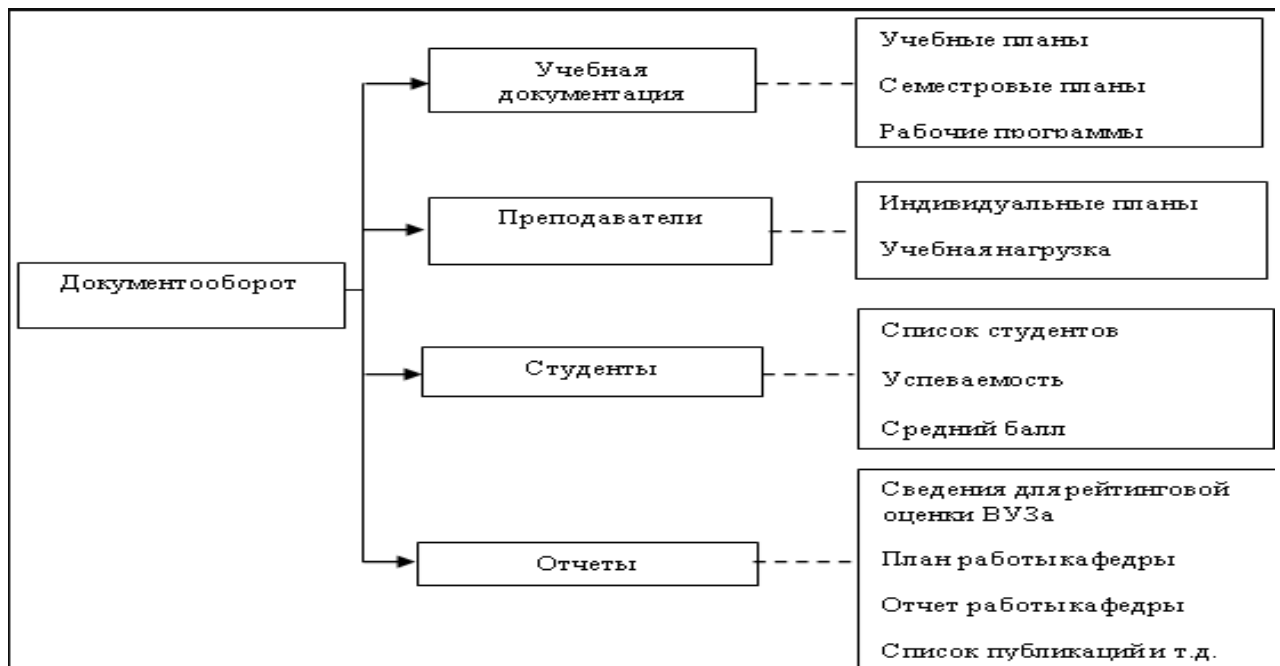 Документооборот
Учебная
документация
Учебные планы
Семестровые планы
Рабочие программы
Преподаватели
Индивидуальные планы
Учебная нагрузка
Студенты
Список студентов
Успеваемость
Средний балл
Отчеты
Сведения для рейтинговой
оценки ВУЗа
План работы кафедры
Отчет работы кафедры
Список публикаций и т.д.